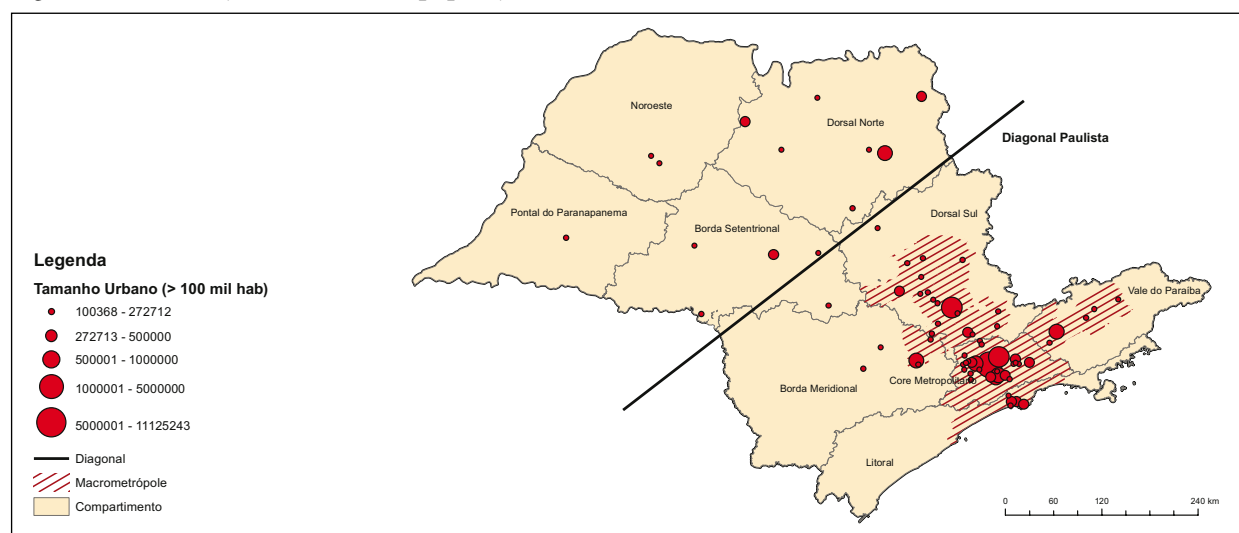 Noroeste
Dorsal Norte
Diagonal Paulista
Pontal do Paranapanema
Borda Setentrional
Dorsal Sul
Vale do Paraíba
Borda Meridional
Core Metropolitano
Litoral
Legenda
Tamanho Urbano (> 100 mil hab)
100368 - 272712
272713 - 500000
500001 - 1000000
1000001 - 5000000
5000001 - 11125243
Diagonal
Macrometrópole
Compartimento
0 60 120 240 km